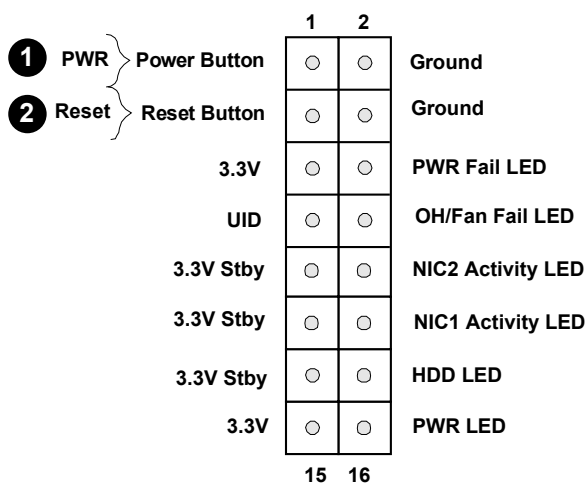 1 2
1 PWR Power Button Ground
2 Reset Reset Button Ground
3.3V PWR Fail LED
UID OH/Fan Fail LED
3.3V Stby NIC2 Activity LED
3.3V Stby NIC1 Activity LED
3.3V Stby HDD LED
3.3V PWR LED
15 16